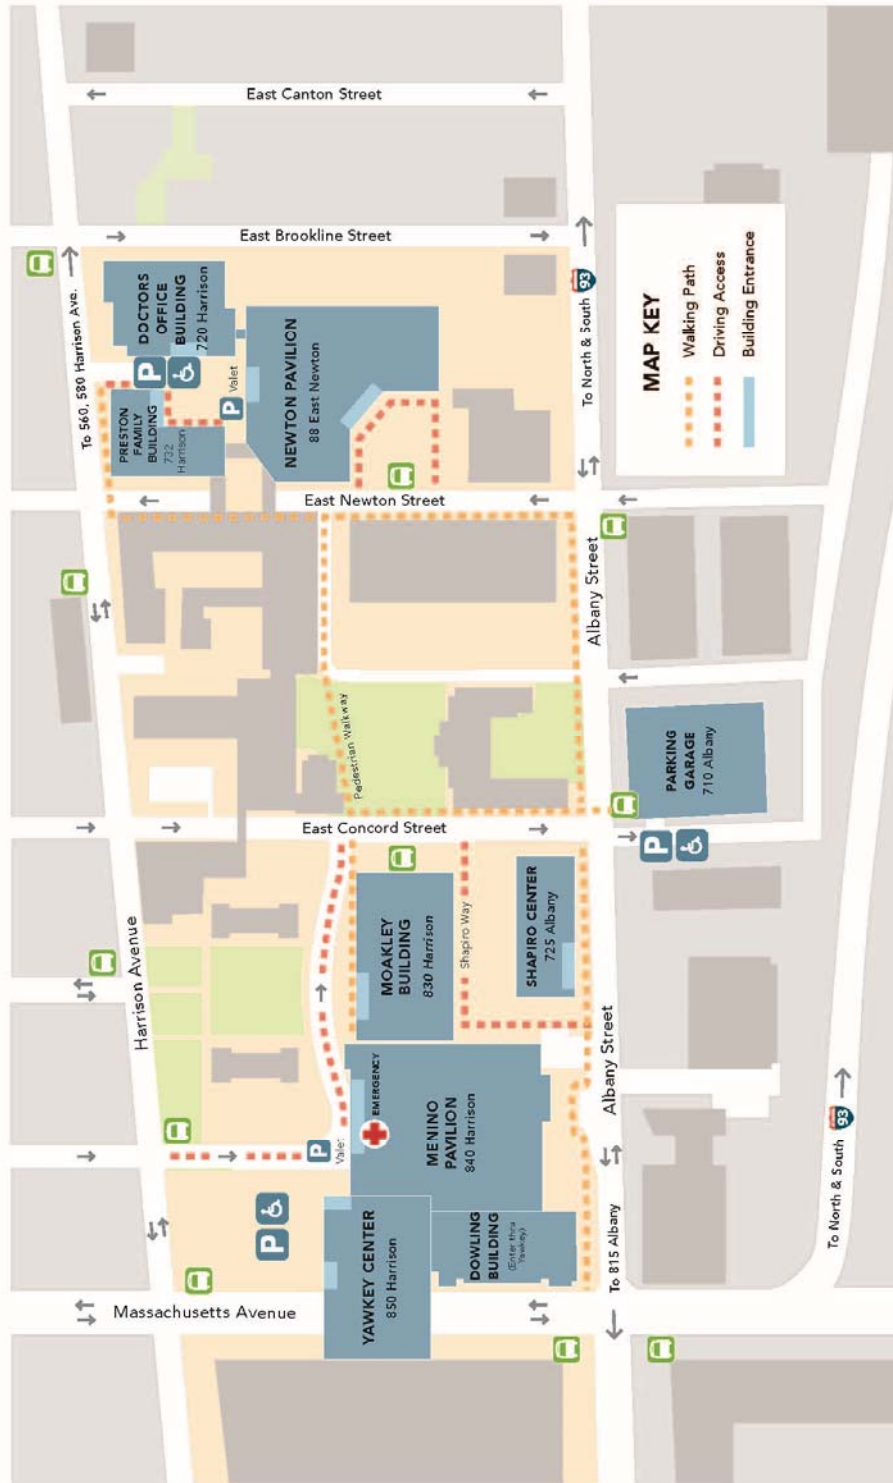 East Canton Street
East Brookline Street
To 560, 580 Harrison Ave.
DOCTORS
OFFICE
BUILDING
720 Harrison
P
Valet
P
PRESTON
FAMILY
BUILDING
732
Harrison
NEWTON PAVILION
88 East Newton
93
To North & South
MAP KEY
Walking Path
Driving Access
Building Entrance
East Newton Street
Albany Street
Pedestrian Walkway
PARKING
GARAGE
710 Albany
P
East Concord Street
Harrison Avenue
MOAKLEY
BUILDING
830 Harrison
Shapiro Way
SHAPIRO CENTER
725 Albany
Albany Street
EMERGENCY
P
Valet
MENINO
PAVILION
840 Harrison
P
YAWKEY CENTER
850 Harrison
DOWLING
BUILDING
(Enter thru
Yawkey)
To 815 Albany
93
To North & South
Massachusetts Avenue